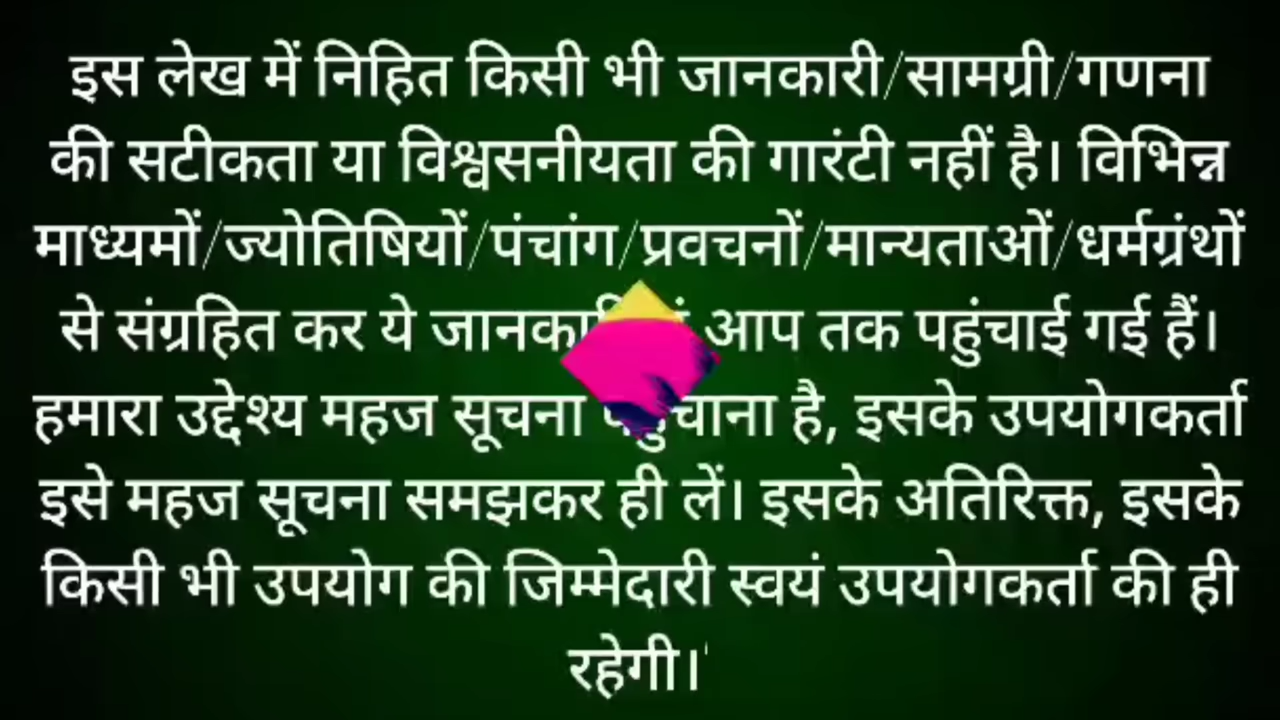 इस लेख में निहित किसी भी जानकारी/सामग्री/गणना
की सटीकता या विश्वसनीयता की गारंटी नहीं है। विभिन्न
माध्यमों/ज्योतिषियों/पंचांग/प्रवचनों/मान्यताओं/धर्मग्रंथों
से संग्रहित कर ये आप तक पहुंचाई गई हैं।
हमारा उद्देश्य महज सूचना है, इसके उपयोगकर्ता
इसे महज सूचना समझकर ही लें। इसके अतिरिक्त, इसके
किसी भी उपयोग की जिम्मेदारी स्वयं उपयोगकर्ता की ही
रहेगी।'